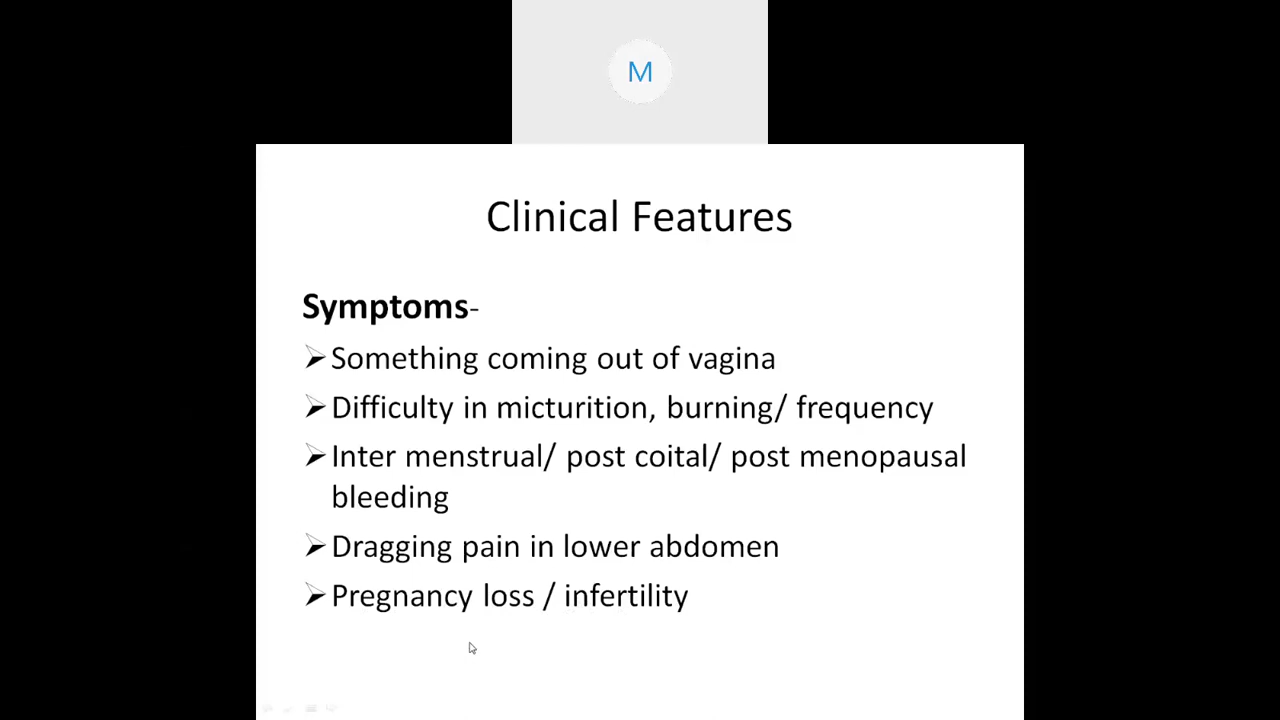 M
Clinical Features
Symptoms-
➢Something coming out of vagina
➢Difficulty in micturition, burning/ frequency
➢Inter menstrual/ post coital/ post menopausal
bleeding
➢Dragging pain in lower abdomen
➢Pregnancy loss / infertility